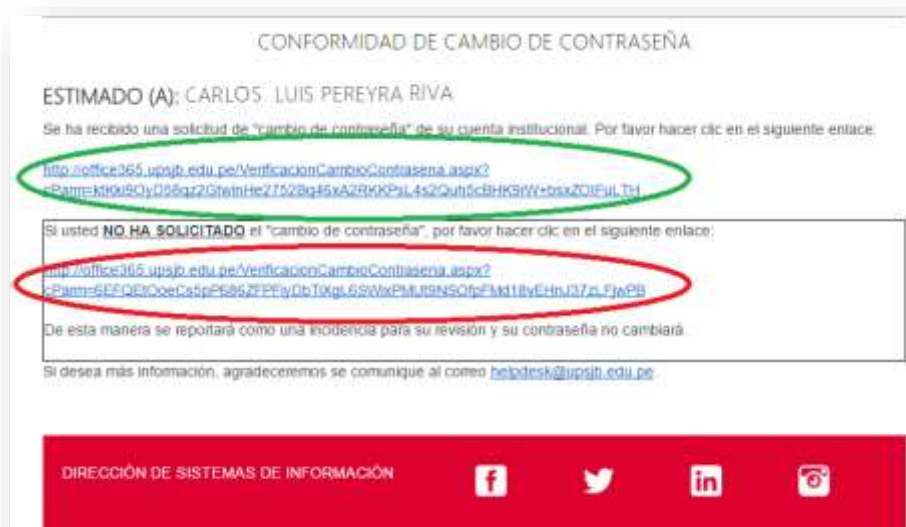 CONFORMIDAD DE CAMBIO DE CONTRASEÑA
ESTIMADO (A): CARLOS LUIS PEREYRA RIVA
Se ha recibido una solicitud de "cambio de contraseña" de su cuenta institucional. Por favor hacer clic en el siguiente enlace:
http://office365.upsjb.edu.pe/VerificacionCambioContrasena.aspx?
Si usted NO HA SOLICITADO el "cambio de contraseña", por favor hacer clic en el siguiente enlace:
http://office365.upsjb.edu.pe/VerificacionCambioContrasena.aspx?
De esta manera se reportará como una incidencia para su revisión y su contraseña no cambiará.
Si desea más información, agradeceremos se comunique al correo helpdesk@upsjb.edu.pe
DIRECCIÓN DE SISTEMAS DE INFORMACIÓN